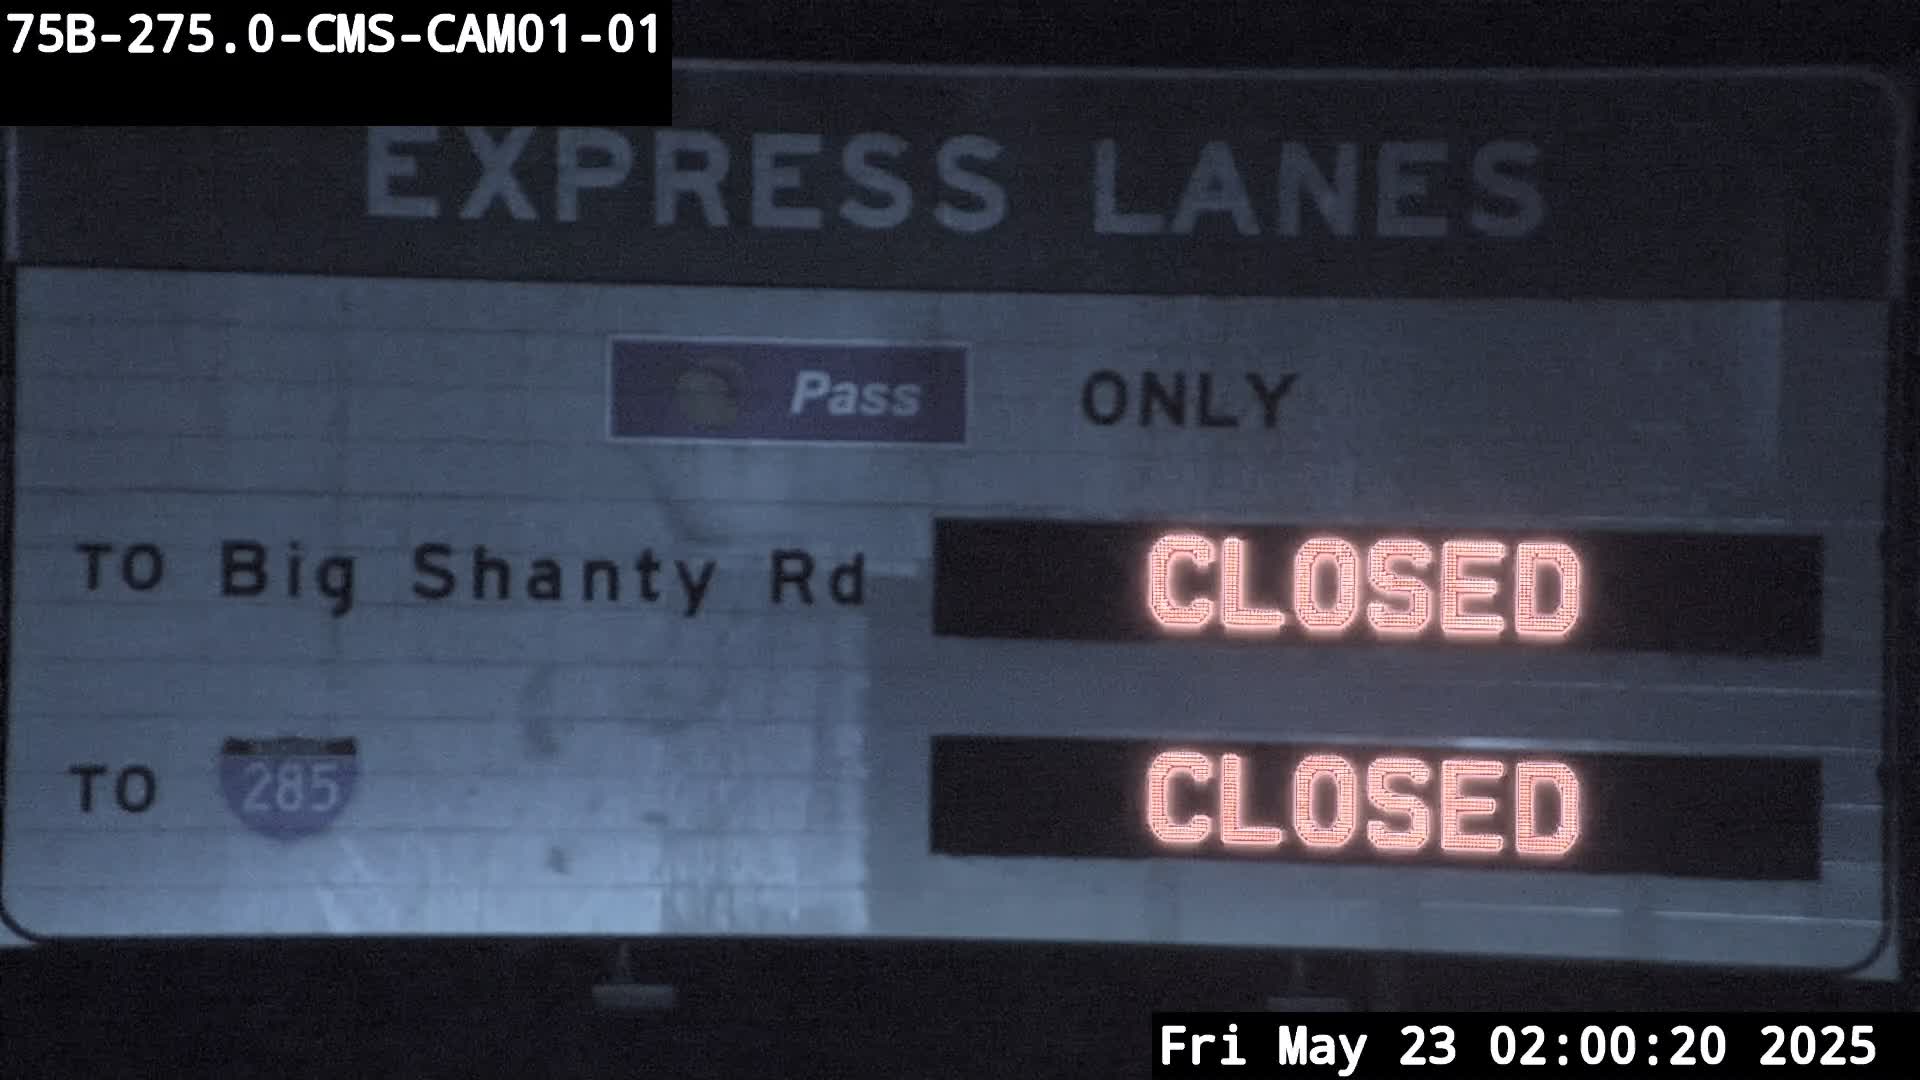 75B-275.0-CMS-CAM01-01
EXPRESS LANES
Pass ONLY
TO Big Shanty Rd CLOSED
TO 285 CLOSED
Fri May 23 02:00:20 2025